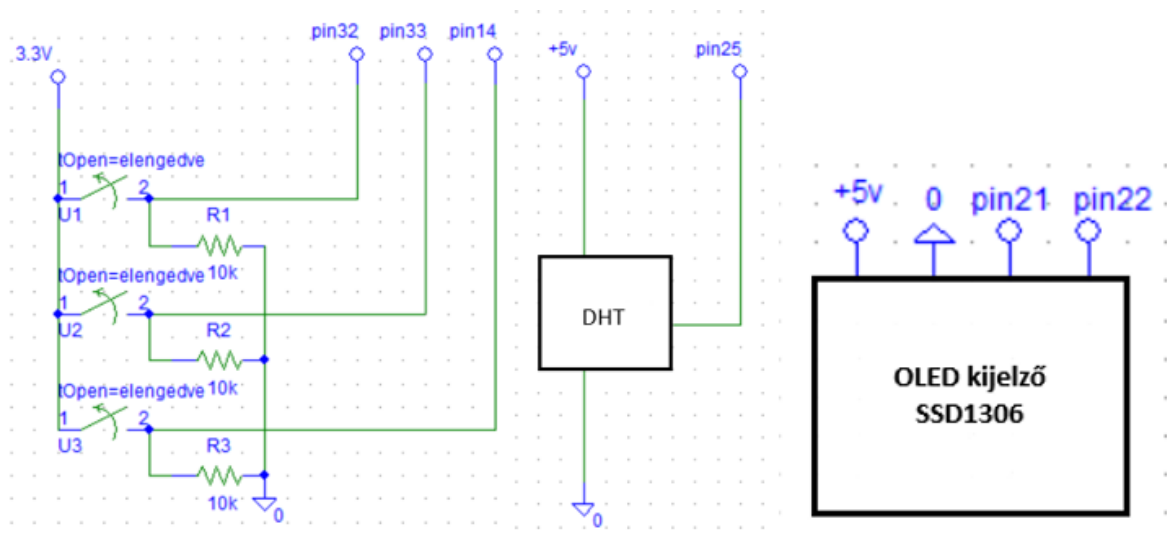 3.3V
pin32 pin33 pin14
tOpen=elengedve
1 2
U1
R1
10k
tOpen=elengedve
1 2
U2
R2
10k
tOpen=elengedve
1 2
U3
R3
10k
0
+5v
pin25
DHT
0
+5v 0 pin21 pin22
OLED kijelző
SSD1306